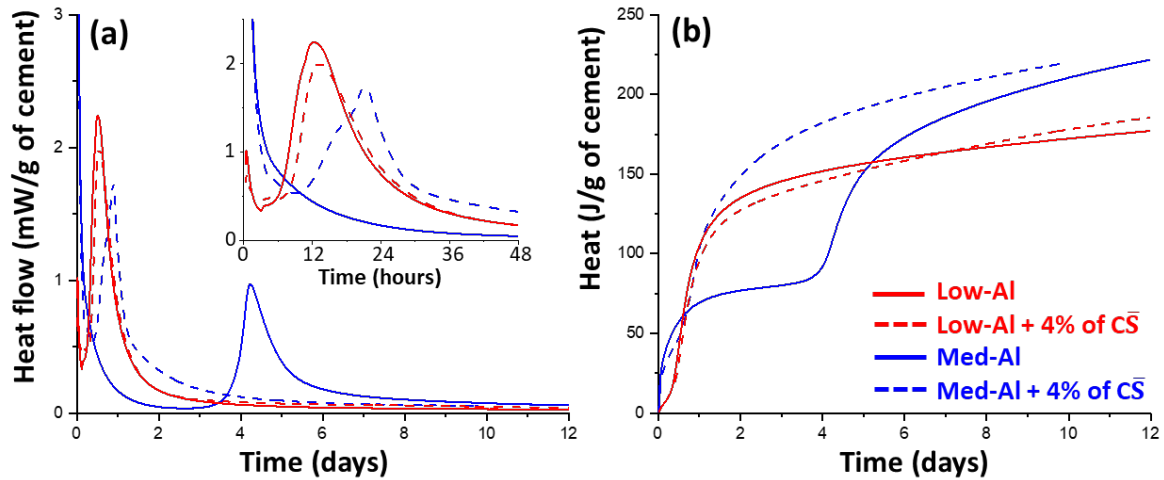 (a)
Heat flow (mW/g of cement)
3
2
1
0
0 2 4 6 8 10 12
Time (days)
2
1
0
0 12 24 36 48
Time (hours)
(b)
Heat (J/g of cement)
250
200
150
100
50
0
0 2 4 6 8 10 12
Time (days)
Low-Al
Low-Al + 4% of CS̅
Med-Al
Med-Al + 4% of CS̅